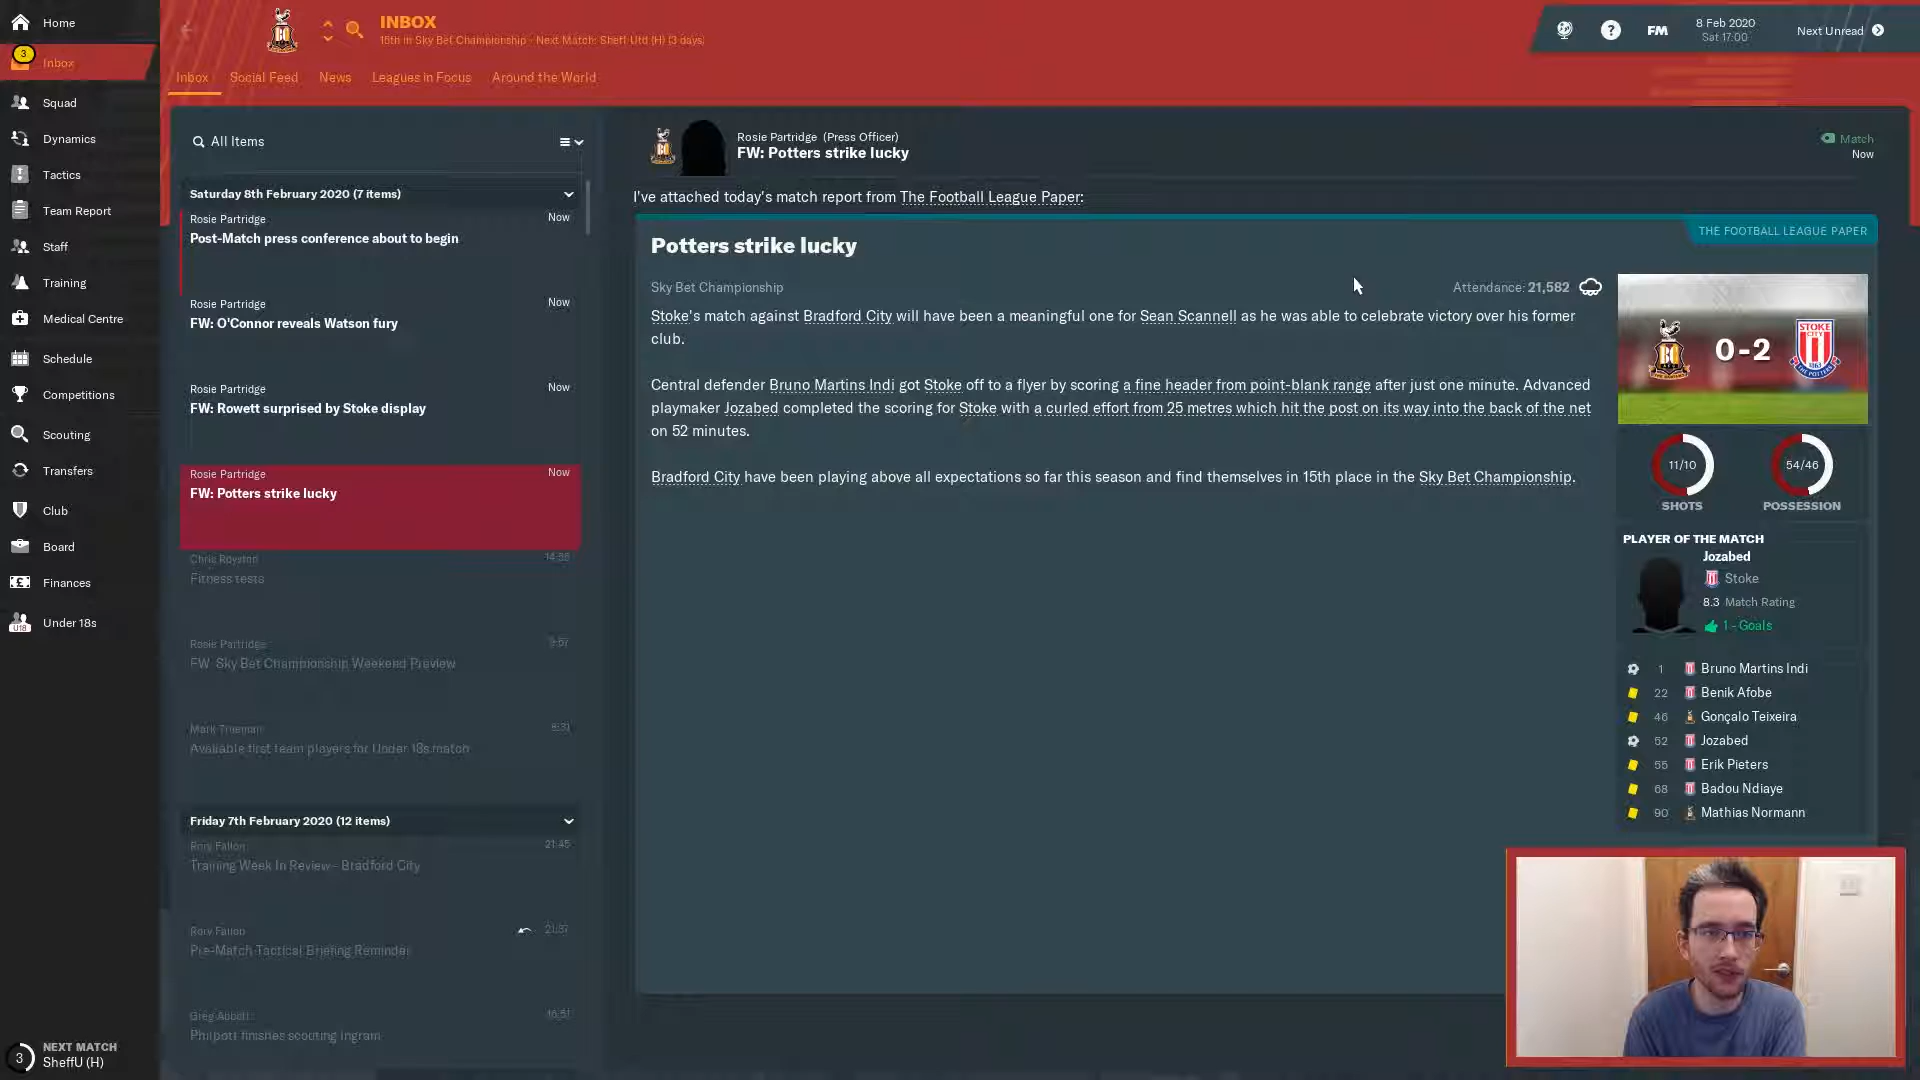 Home
3
Inbox
Squad
Dynamics
Tactics
Team Report
Staff
Training
Medical Centre
Schedule
Competitions
Scouting
Transfers
Club
Board
Finances
U18
Under 18s
3
NEXT MATCH
SheffU (H)
INBOX
15th in Sky Bet Championship - Next Match: Sheff Utd (H) (3 days)
Inbox Social Feed News Leagues in Focus Around the World
FM
8 Feb 2020
Sat 17:00
Next Unread
All Items
Saturday 8th February 2020 (7 items)
Rosie Partridge Now
Post-Match press conference about to begin
Rosie Partridge Now
FW: O'Connor reveals Watson fury
Rosie Partridge Now
FW: Rowett surprised by Stoke display
Rosie Partridge Now
FW: Potters strike lucky
Chris Royston
Fitness tests
Rosie Partridge
FW: Sky Bet Championship Weekend Preview
Mark Trueman
Available first team players for Under 18s match
Friday 7th February 2020 (12 items)
Rory Fallon 21:45
Training Week In Review - Bradford City
Rory Fallon 21:37
Pre-Match Tactical Briefing Reminder
Greg Abbott
Philpott finishes scouting Ingram
Rosie Partridge (Press Officer)
FW: Potters strike lucky
Match
Now
I've attached today's match report from The Football League Paper:
THE FOOTBALL LEAGUE PAPER
Potters strike lucky
Sky Bet Championship
Attendance: 21,582
Stoke's match against Bradford City will have been a meaningful one for Sean Scannell as he was able to celebrate victory over his former
club.
Central defender Bruno Martins Indi got Stoke off to a flyer by scoring a fine header from point-blank range after just one minute. Advanced
playmaker Jozabed completed the scoring for Stoke with a curled effort from 25 metres which hit the post on its way into the back of the net
on 52 minutes.
Bradford City have been playing above all expectations so far this season and find themselves in 15th place in the Sky Bet Championship.
BC 0-2 STOKE CITY
11/10
SHOTS
54/46
POSSESSION
PLAYER OF THE MATCH
Jozabed
Stoke
8.3 Match Rating
1 - Goals
1 Bruno Martins Indi
22 Benik Afobe
46 Gonçalo Teixeira
52 Jozabed
55 Erik Pieters
68 Badou Ndiaye
90 Mathias Normann